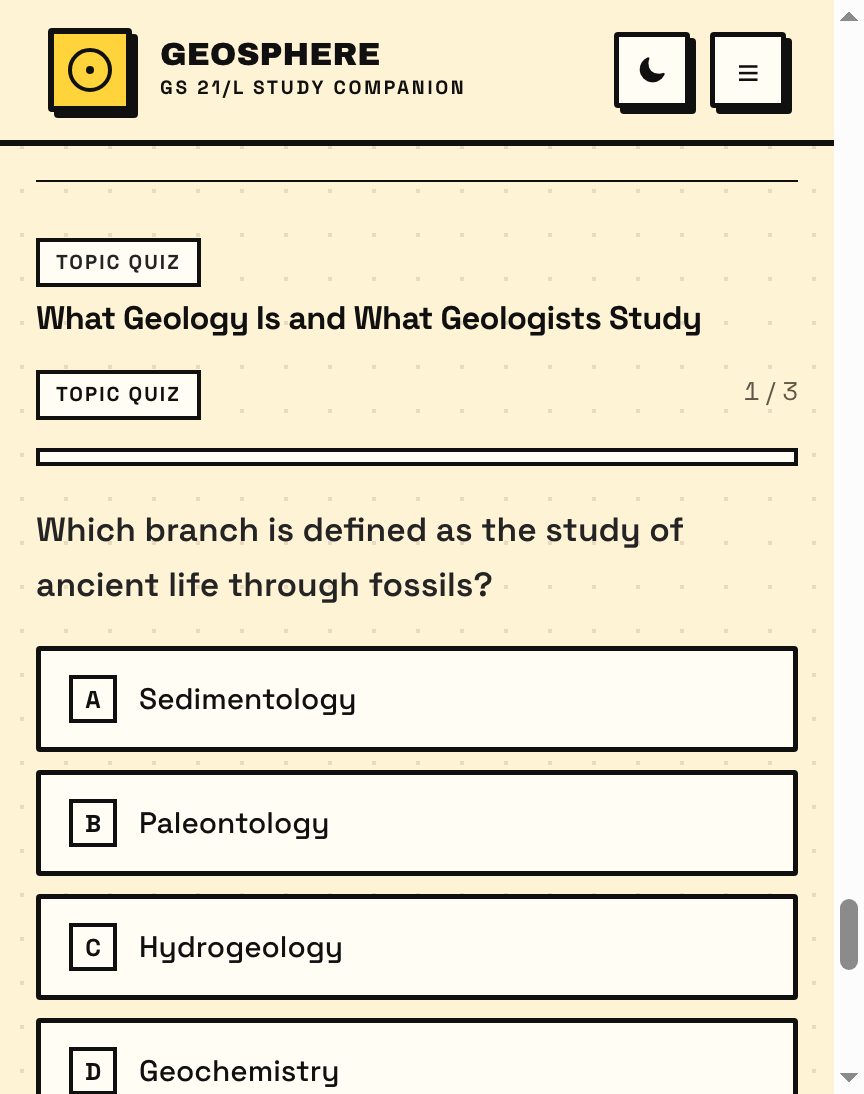 GEOSPHERE
GS 21/L STUDY COMPANION
TOPIC QUIZ
What Geology Is and What Geologists Study
TOPIC QUIZ
1 / 3
Which branch is defined as the study of
ancient life through fossils?
A Sedimentology
B Paleontology
C Hydrogeology
D Geochemistry